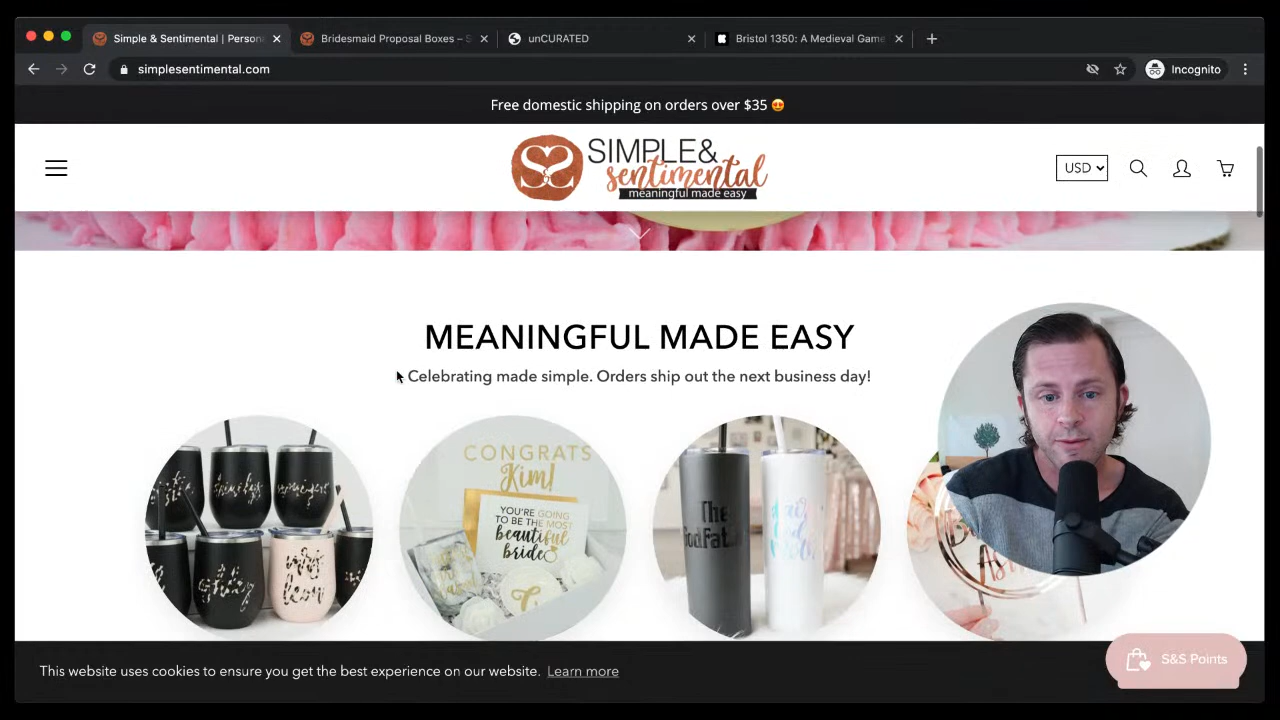 Simple & Sentimental | Persona
Bridesmaid Proposal Boxes – S
unCURATED
Bristol 1350: A Medieval Game
simplesentimental.com
Incognito
Free domestic shipping on orders over $35 😍
SIMPLE&
sentimental
meaningful made easy
USD
MEANINGFUL MADE EASY
Celebrating made simple. Orders ship out the next business day!
CONGRATS
Kim!
YOU'RE GOING
TO BE THE MOST
beautiful
bride
The
GodFat
This website uses cookies to ensure you get the best experience on our website. Learn more
S&S Points